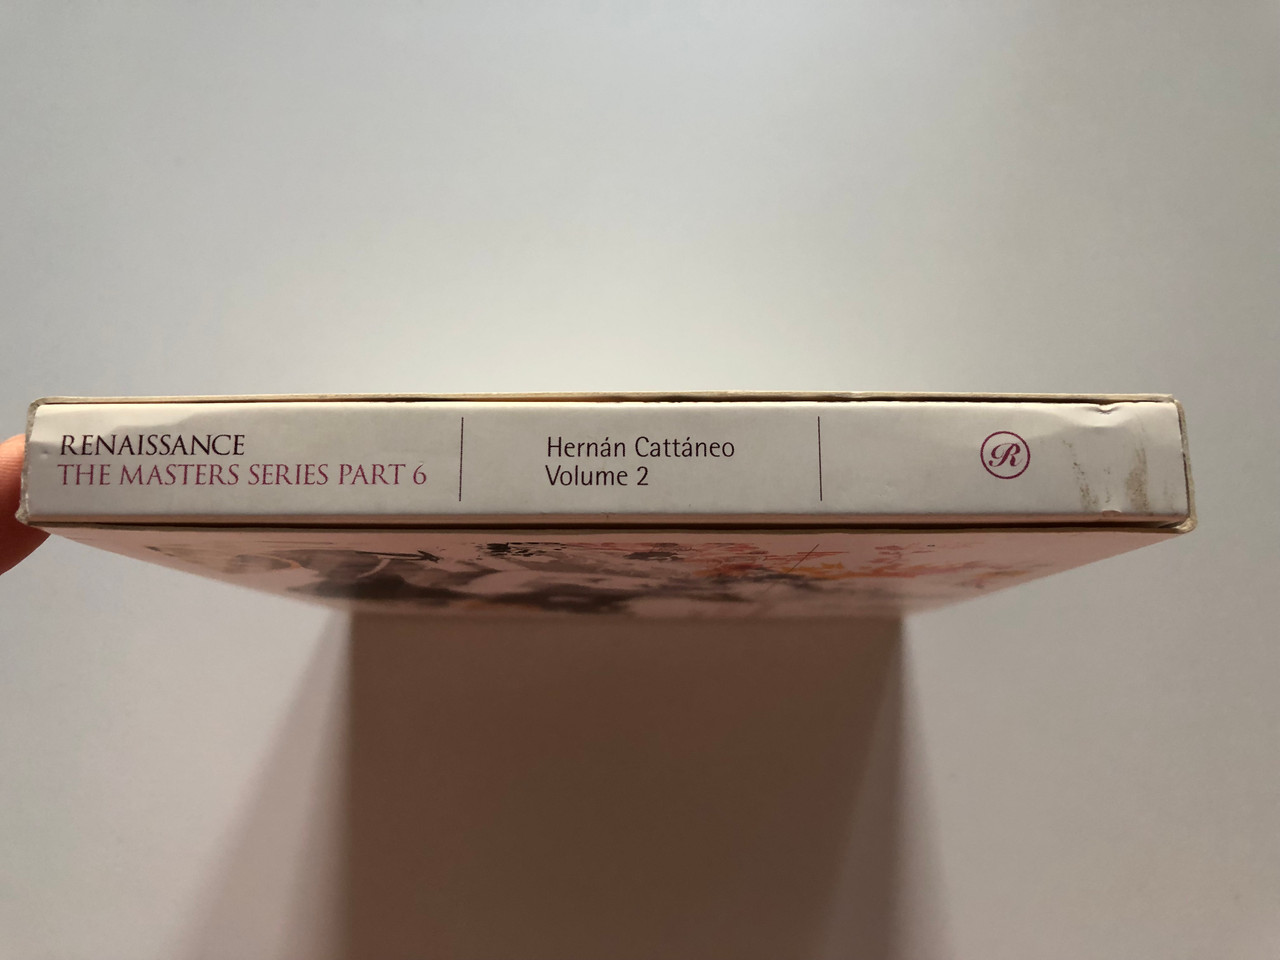 RENAISSANCE
THE MASTERS SERIES PART 6
Hernán Cattáneo
Volume 2
R